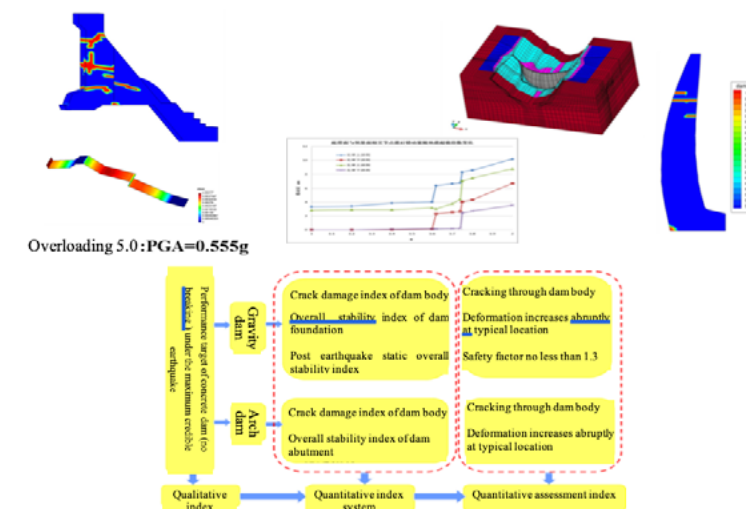 Overloading 5.0:PGA=0.555g
Performance target of concrete dam (no
breaking ) under the maximum credible
earthquake
Gravity
dam
Crack damage index of dam body
Overall stability index of dam
foundation
Post earthquake static overall
stability index
Cracking through dam body
Deformation increases abruptly
at typical location
Safety factor no less than 1.3
Arch
dam
Crack damage index of dam body
Overall stability index of dam
abutment
Cracking through dam body
Deformation increases abruptly
at typical location
Qualitative
index
Quantitative index
system
Quantitative assessment index